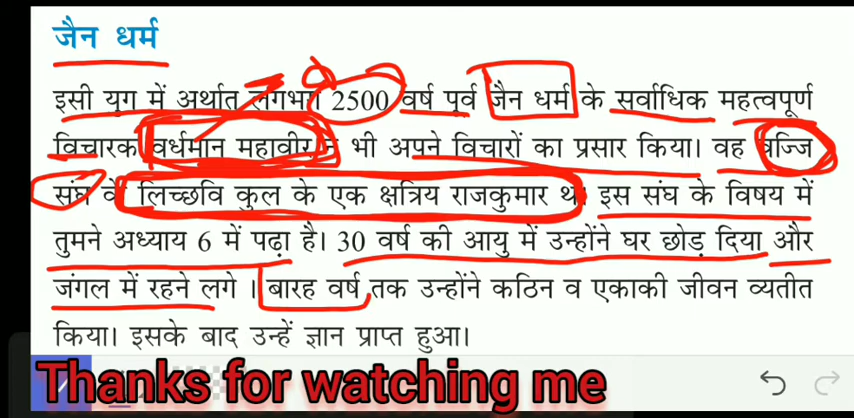 जैन धर्म
इसी युग में अर्थात लगभग 2500 वर्ष पूर्व जैन धर्म के सर्वाधिक महत्वपूर्ण
विचारक वर्धमान महावीर ने भी अपने विचारों का प्रसार किया। वह वज्जि
संघ के लिच्छवि कुल के एक क्षत्रिय राजकुमार थे। इस संघ के विषय में
तुमने अध्याय 6 में पढ़ा है। 30 वर्ष की आयु में उन्होंने घर छोड़ दिया और
जंगल में रहने लगे । बारह वर्ष तक उन्होंने कठिन व एकाकी जीवन व्यतीत
किया। इसके बाद उन्हें ज्ञान प्राप्त हुआ।
Thanks for watching me